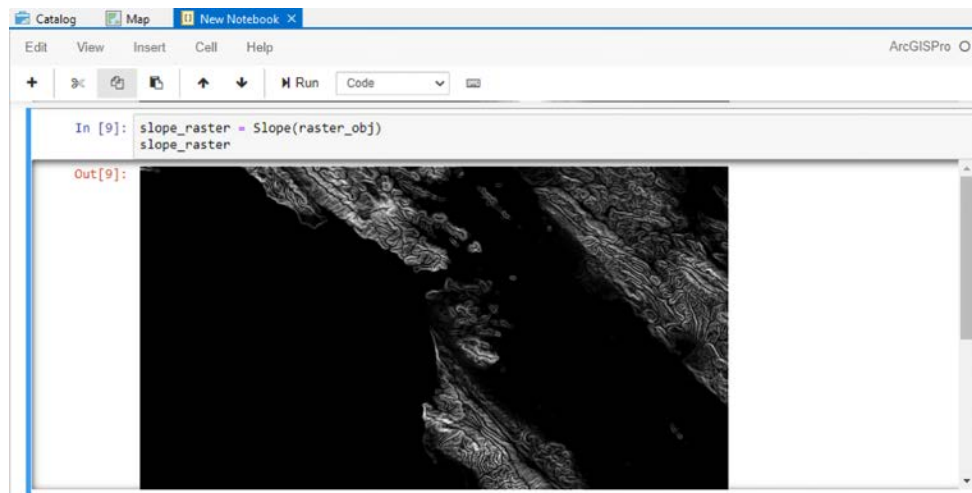 Catalog Map New Notebook ×
Edit View Insert Cell Help ArcGISPro
Run Code
In [9]: slope_raster = Slope(raster_obj)
slope_raster
Out[9]: